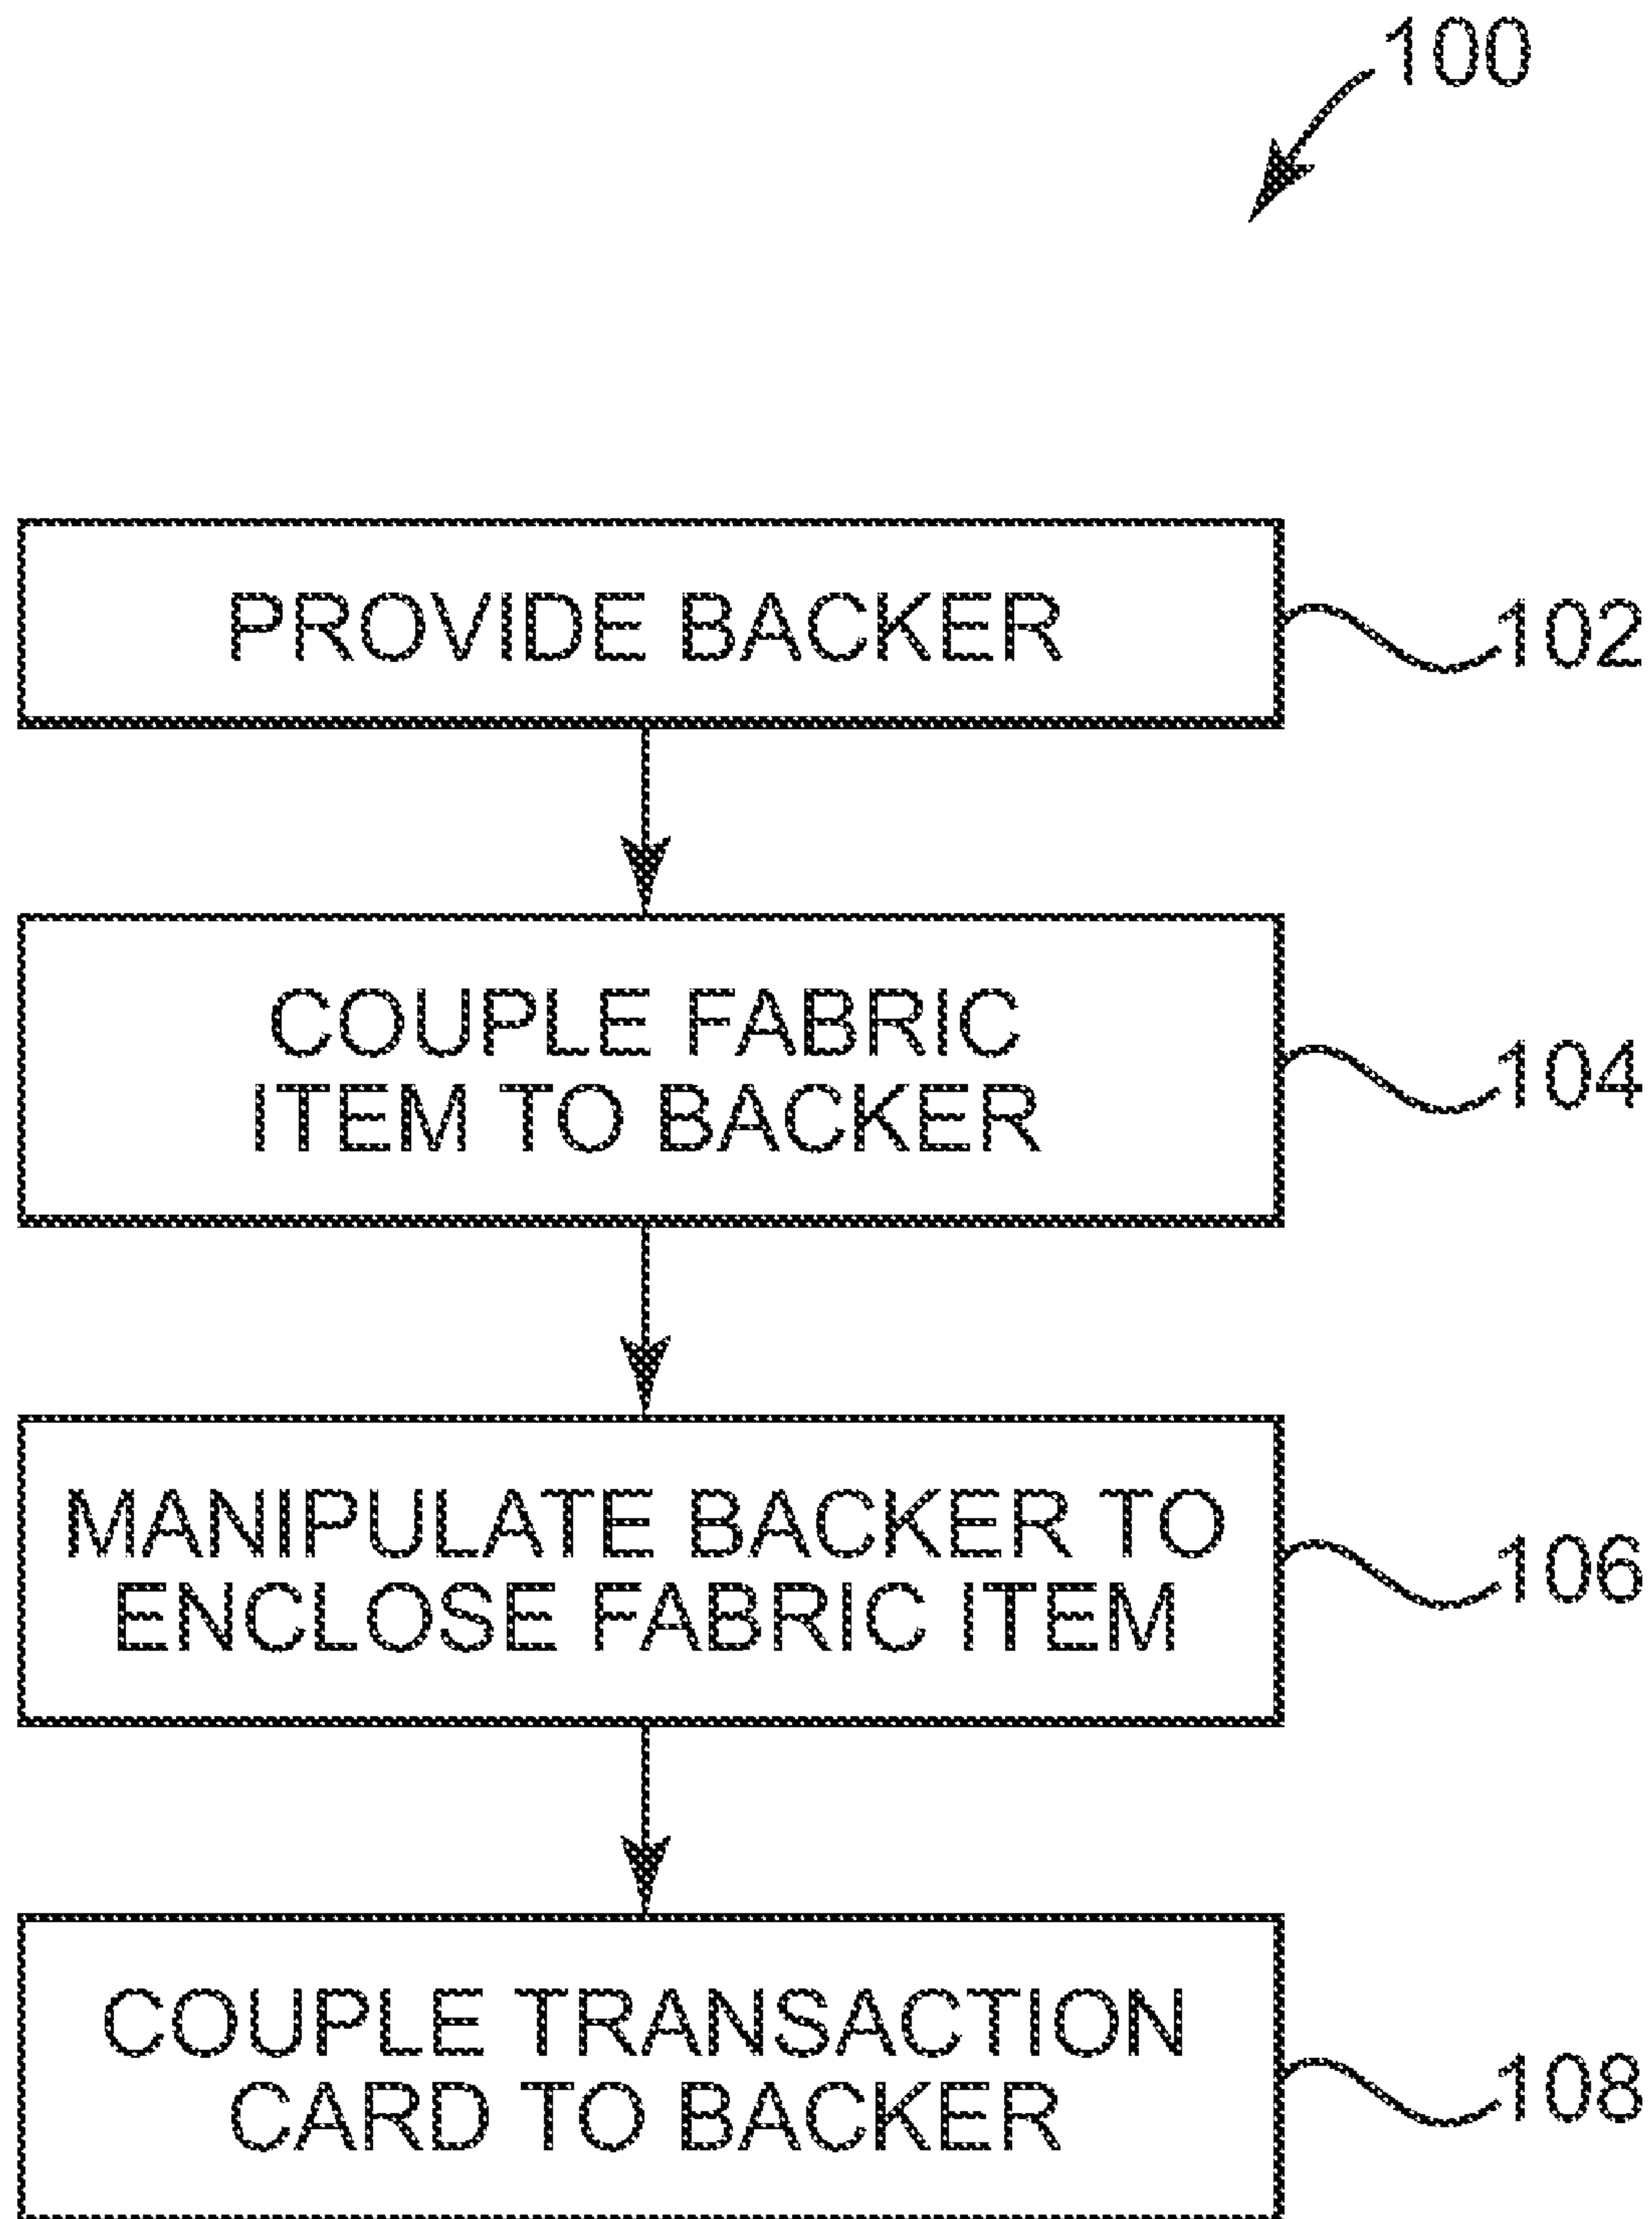 100
PROVIDE BACKER
102
COUPLE FABRIC
ITEM TO BACKER
104
MANIPULATE BACKER TO
ENCLOSE FABRIC ITEM
106
COUPLE TRANSACTION
CARD TO BACKER
108